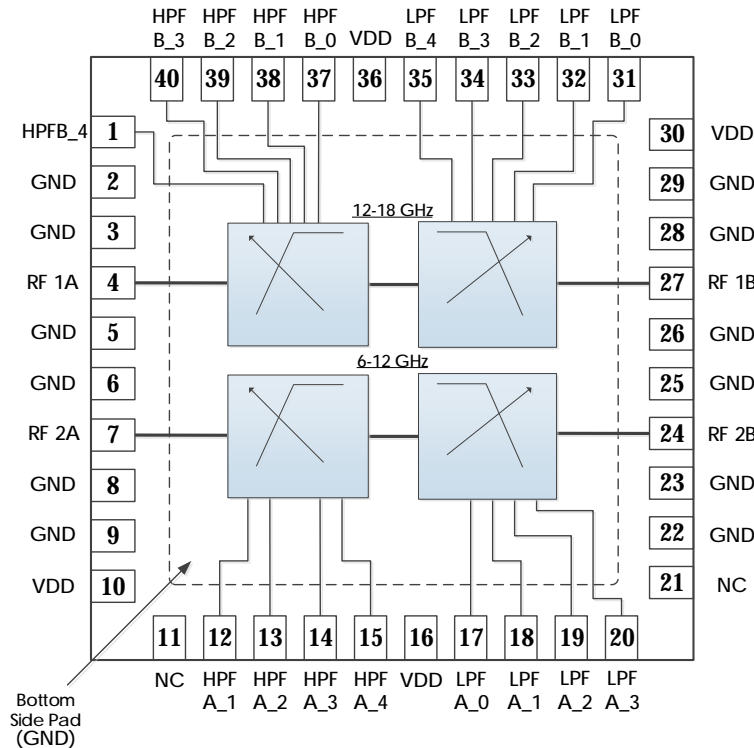 HPF HPF HPF HPF LPF LPF LPF LPF LPF
B_3 B_2 B_1 B_0 VDD B_4 B_3 B_2 B_1 B_0
40 39 38 37 36 35 34 33 32 31
HPFB_4 1 30 VDD
GND 2 29 GND
GND 3 28 GND
12-18 GHz
RF 1A 4 27 RF 1B
GND 5 26 GND
6-12 GHz
GND 6 25 GND
RF 2A 7 24 RF 2B
GND 8 23 GND
GND 9 22 GND
VDD 10 21 NC
11 12 13 14 15 16 17 18 19 20
NC HPF HPF HPF HPF VDD LPF LPF LPF LPF
A_1 A_2 A_3 A_4 A_0 A_1 A_2 A_3
Bottom
Side Pad
(GND)